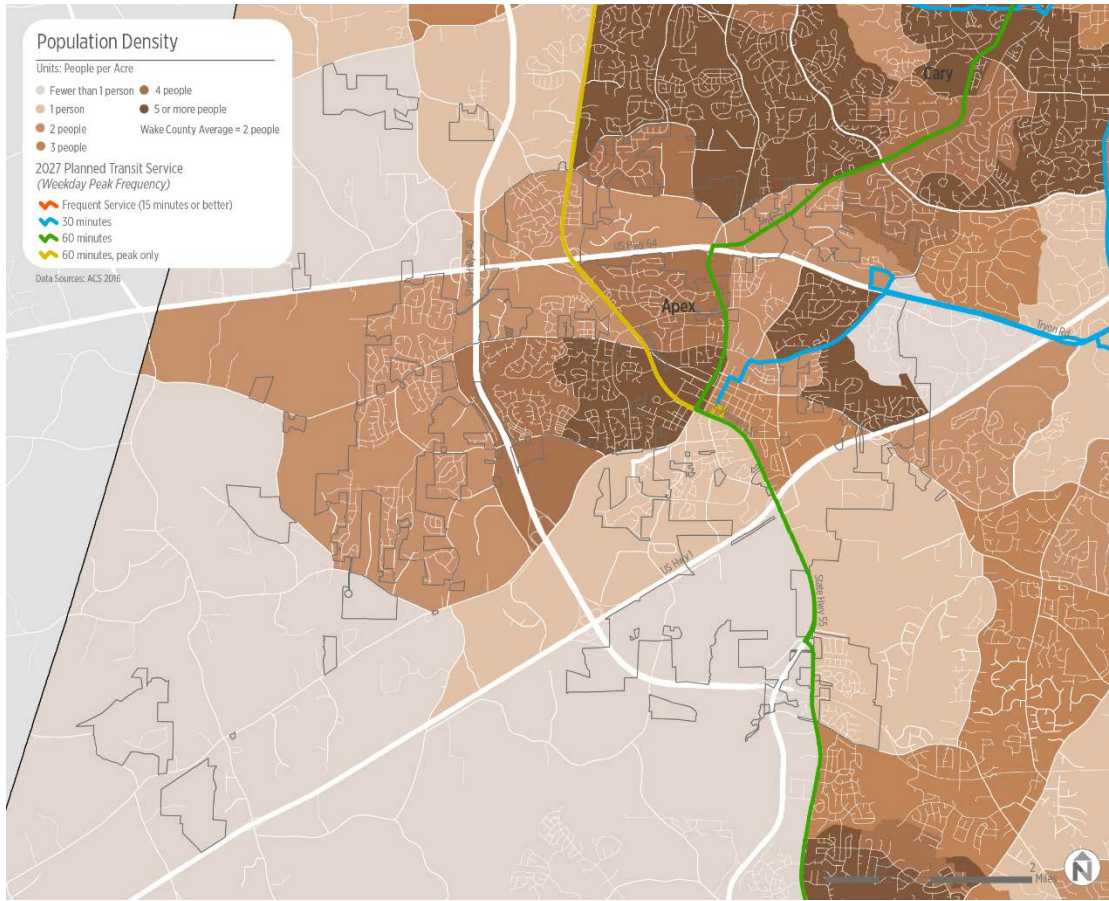 Population Density
Units: People per Acre
Fewer than 1 person
1 person
2 people
3 people
4 people
5 or more people
Wake County Average = 2 people
2027 Planned Transit Service
(Weekday Peak Frequency)
Frequent Service (15 minutes or better)
30 minutes
60 minutes
60 minutes, peak only
Data Sources: ACS 2016
Cary
US Hwy 64
State Hwy 540
Apex
Tryon Rd
US Hwy 1
State Hwy 55
2
Miles
N